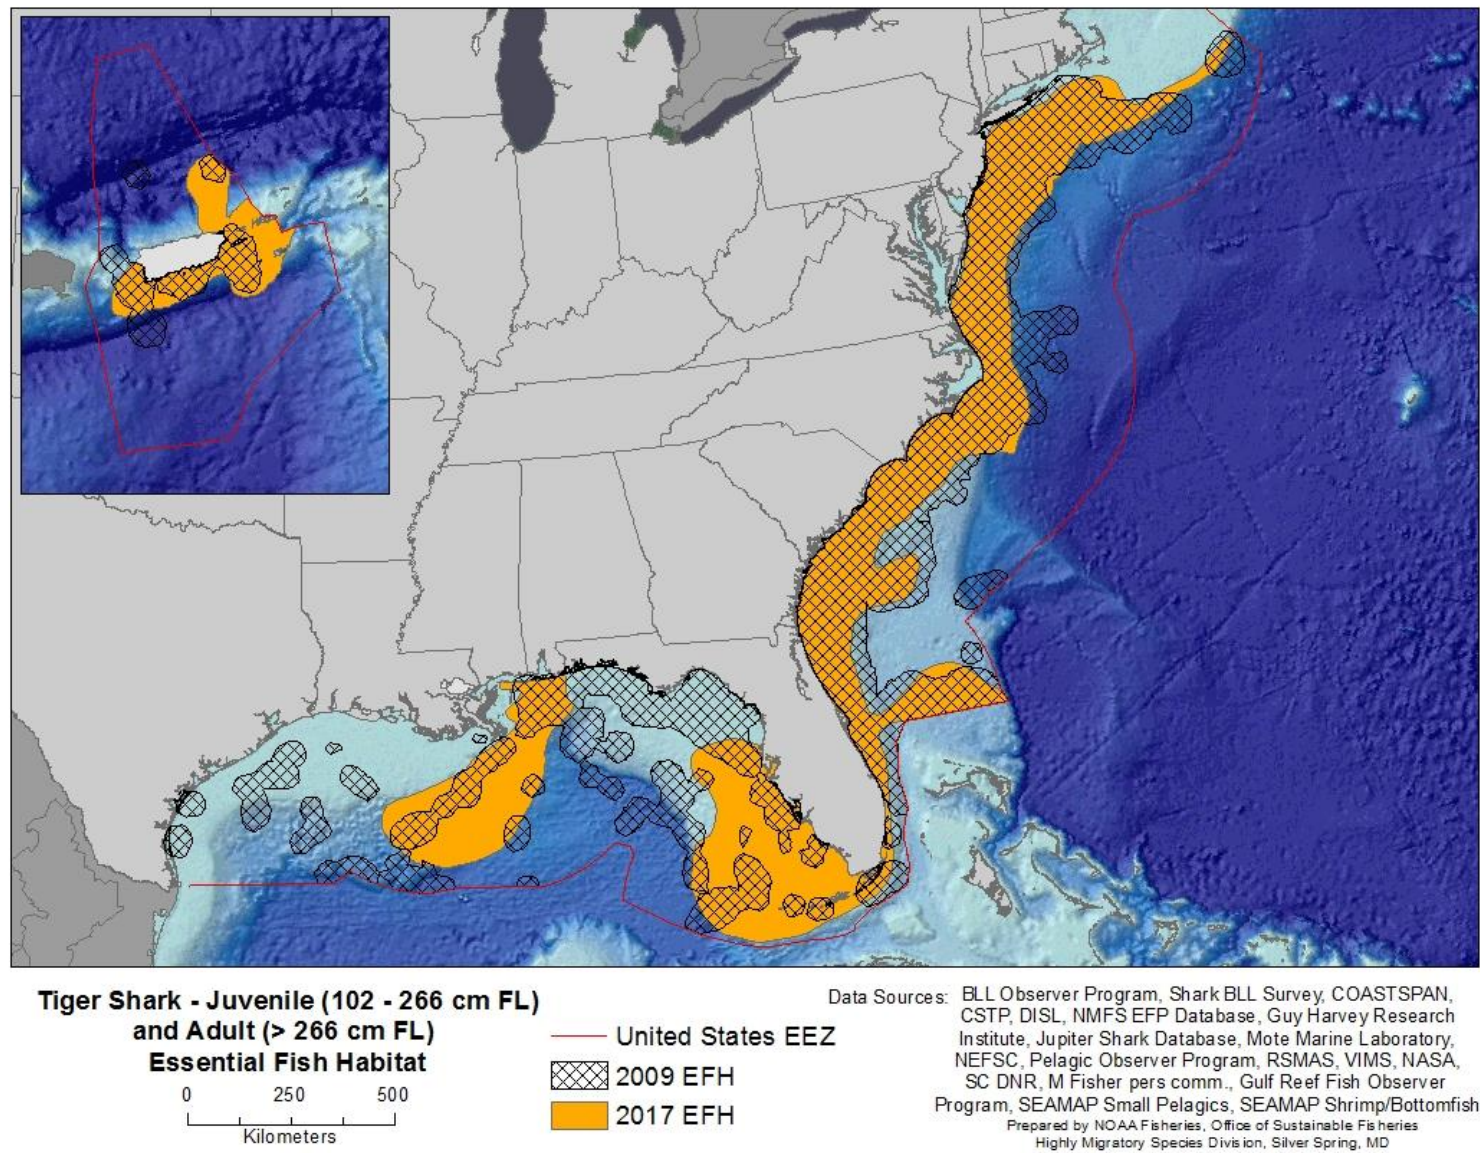 Tiger Shark - Juvenile (102 - 266 cm FL)
and Adult (> 266 cm FL)
Essential Fish Habitat
0 250 500
Kilometers
United States EEZ
2009 EFH
2017 EFH
Data Sources: BLL Observer Program, Shark BLL Survey, COASTSPAN,
CSTP, DISL, NMFS EFP Database, Guy Harvey Research
Institute, Jupiter Shark Database, Mote Marine Laboratory,
NEFSC, Pelagic Observer Program, RSMAS, VIMS, NASA,
SC DNR, M Fisher pers comm., Gulf Reef Fish Observer
Program, SEAMAP Small Pelagics, SEAMAP Shrimp/Bottomfish
Prepared by NOAA Fisheries, Office of Sustainable Fisheries
Highly Migratory Species Division, Silver Spring, MD